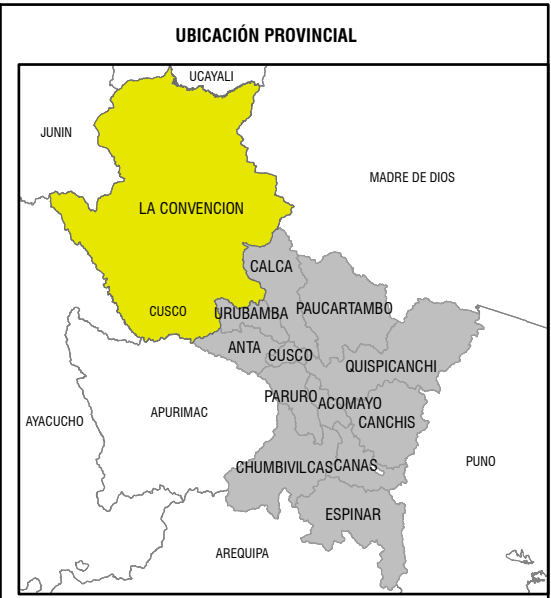 UBICACIÓN PROVINCIAL
UCAYALI
JUNIN
MADRE DE DIOS
LA CONVENCION
CALCA
CUSCO
URUBAMBA
PAUCARTAMBO
ANTA
CUSCO
QUISPICANCHI
PARURO
ACOMAYO
AYACUCHO
APURIMAC
CANCHIS
PUNO
CHUMBIVILCAS
CANAS
ESPINAR
AREQUIPA